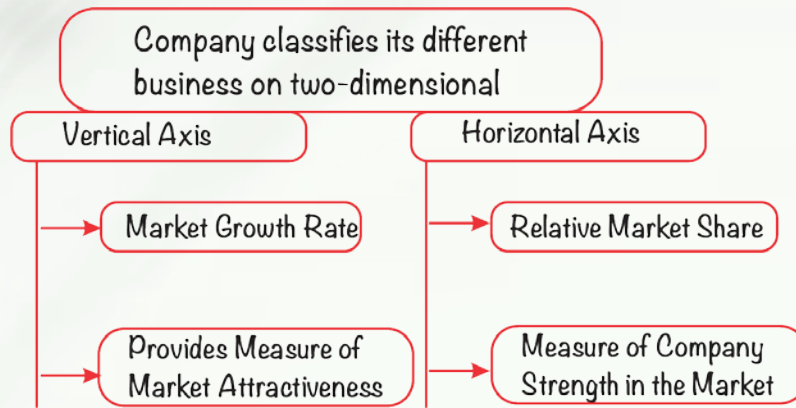 Company classifies its different
business on two-dimensional
Vertical Axis
Market Growth Rate
Provides Measure of
Market Attractiveness
Horizontal Axis
Relative Market Share
Measure of Company
Strength in the Market